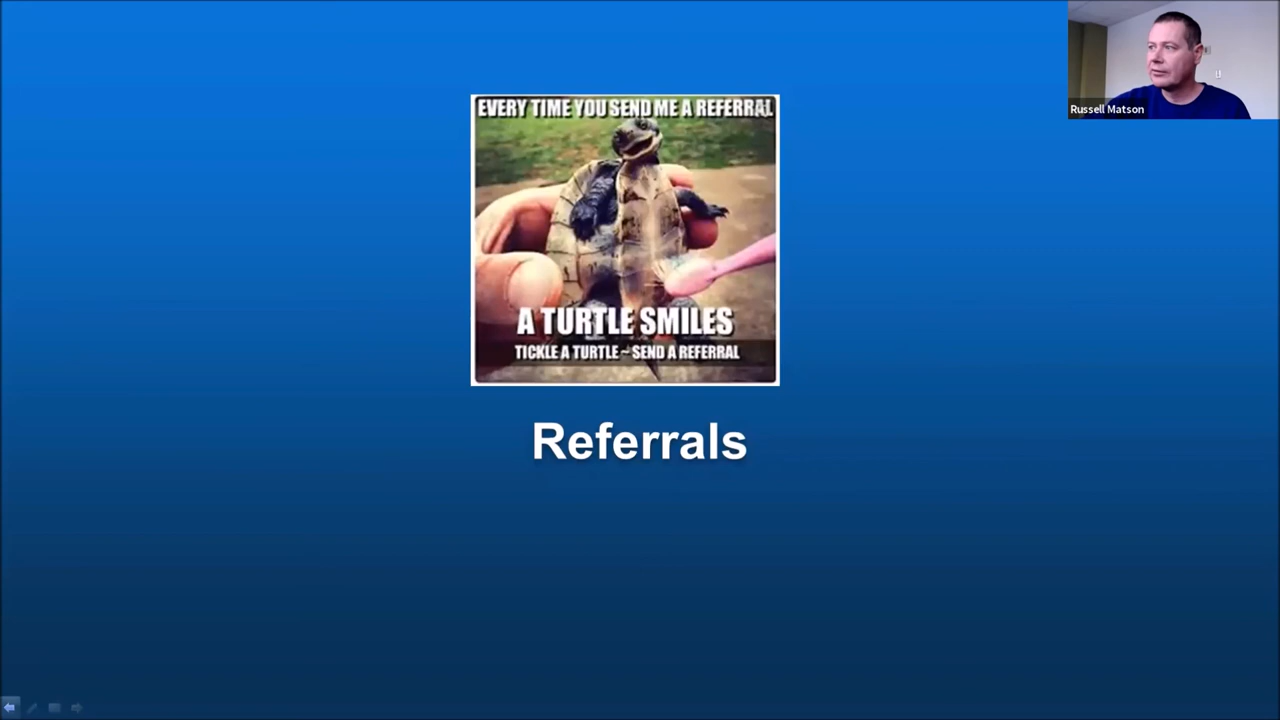 Russell Matson
EVERY TIME YOU SEND ME A REFERRAL
A TURTLE SMILES
TICKLE A TURTLE ~ SEND A REFERRAL
Referrals